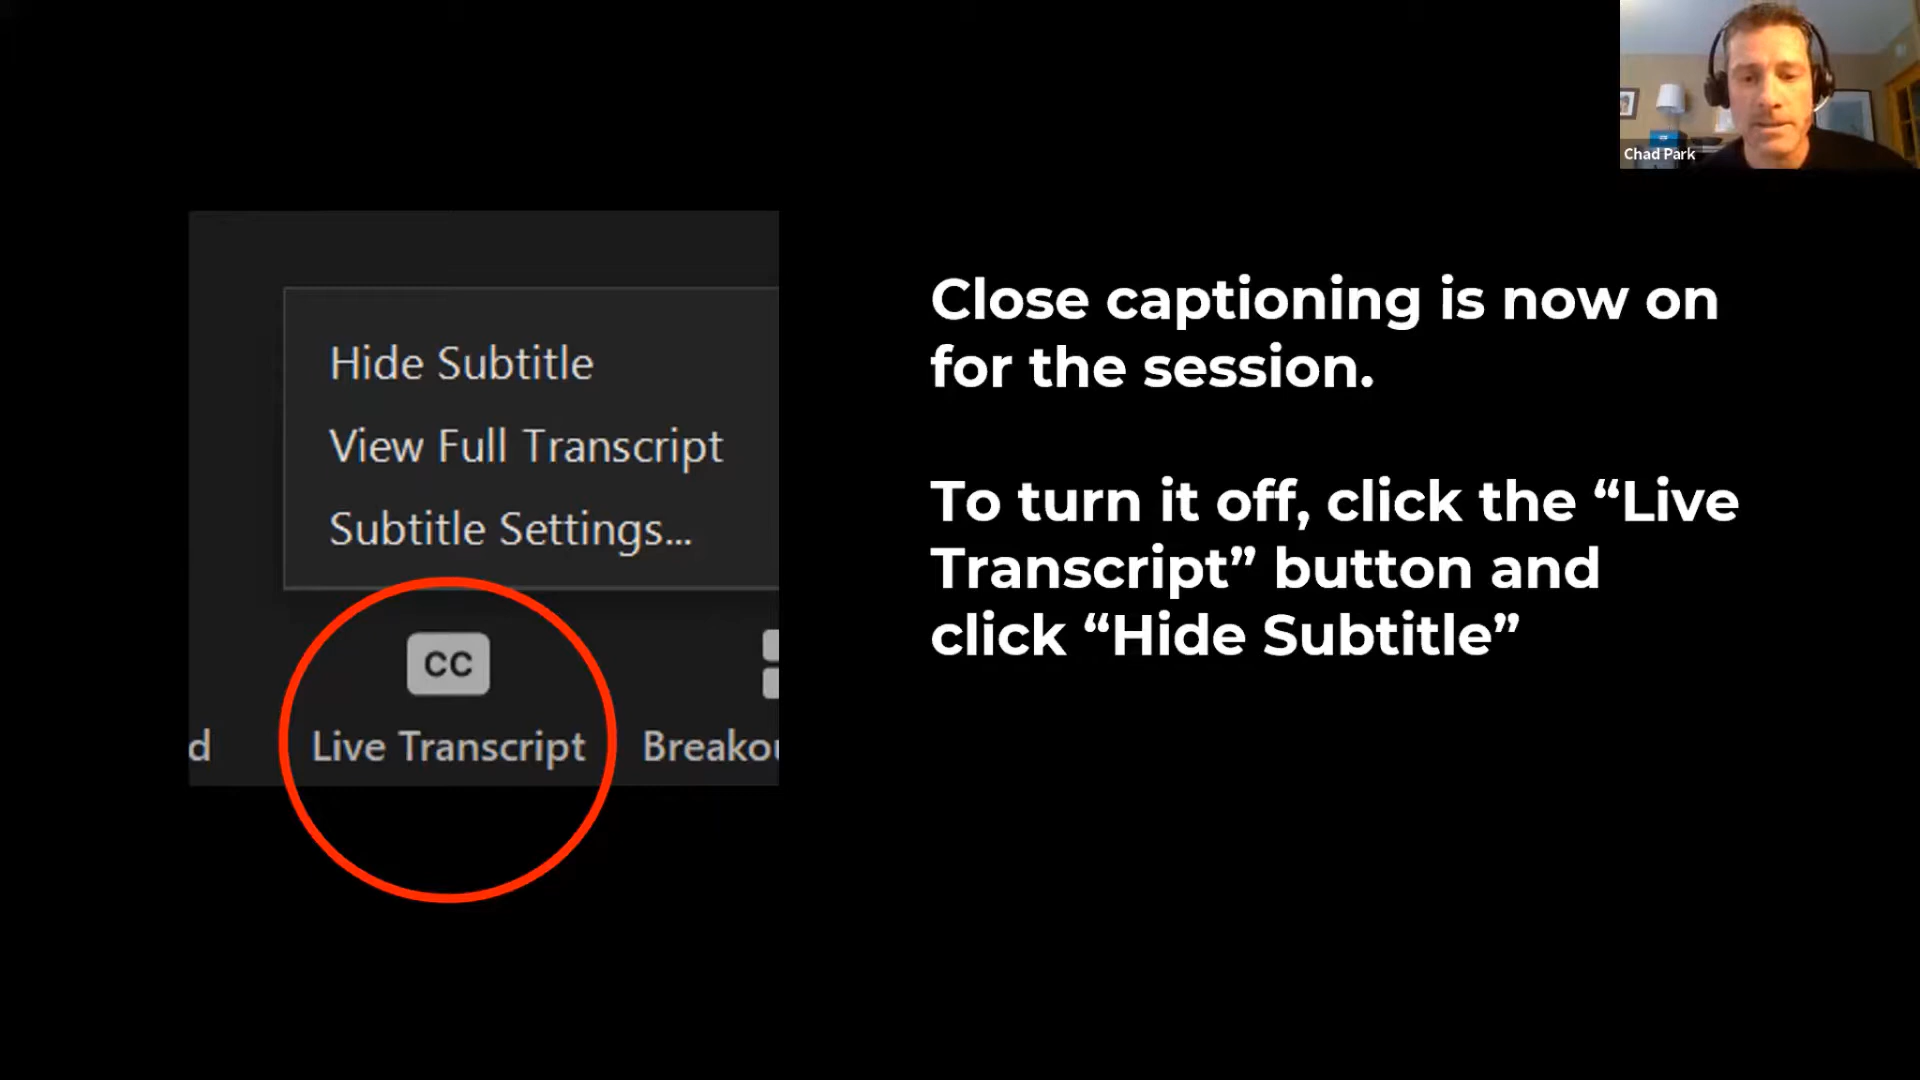 Chad Park
Hide Subtitle
View Full Transcript
Subtitle Settings...
CC
d
Live Transcript
Breakou
Close captioning is now on
for the session.
To turn it off, click the “Live
Transcript” button and
click “Hide Subtitle”